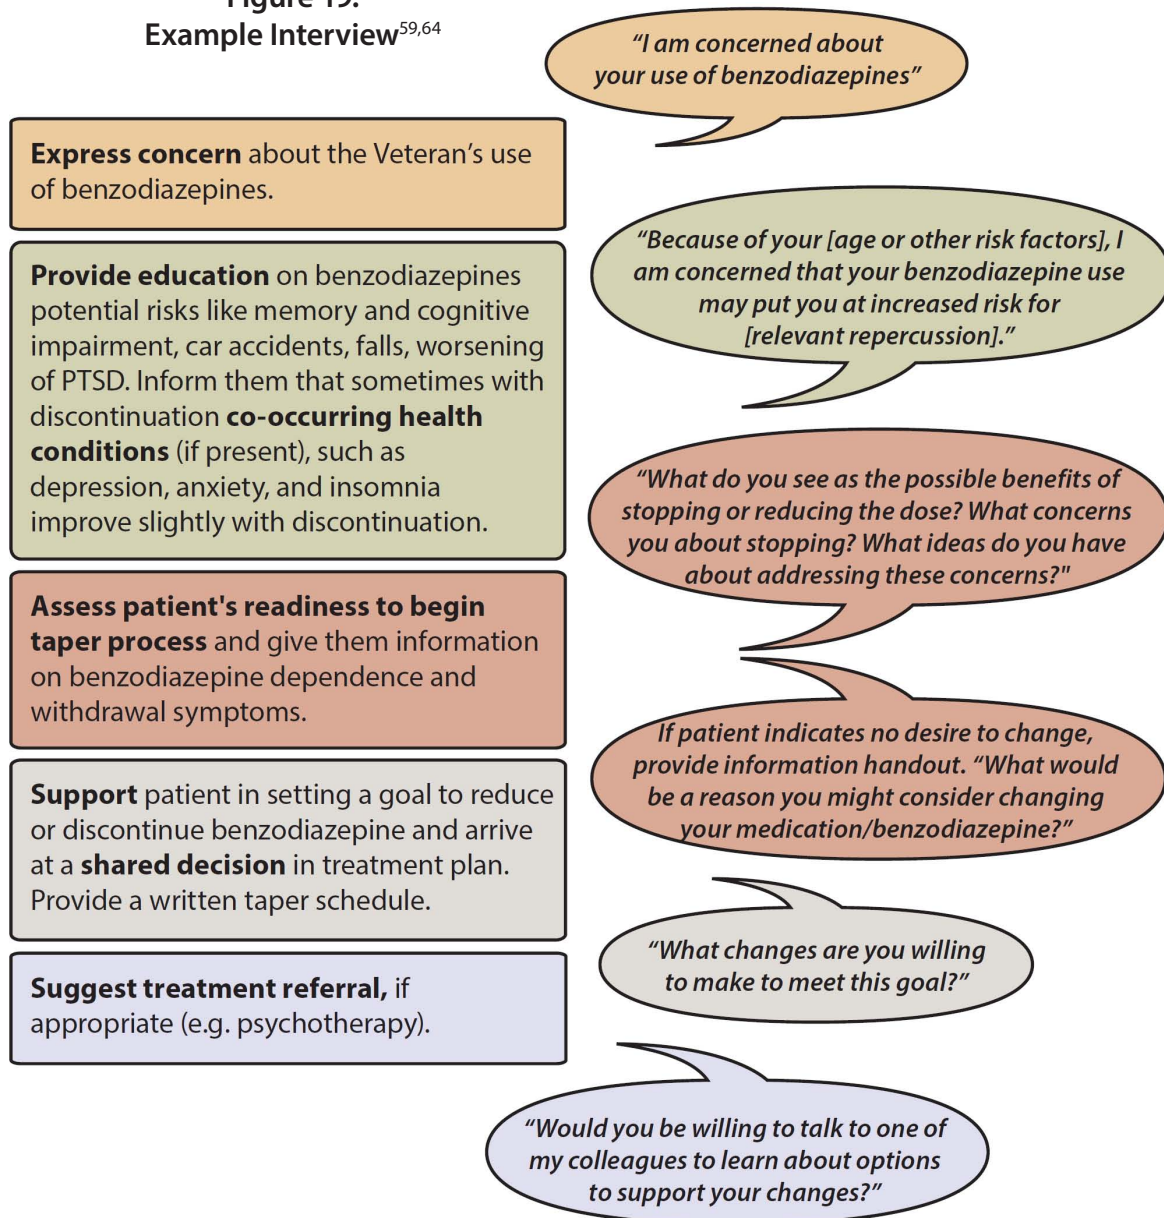 Figure 19.
Example Interview59,64
"I am concerned about
your use of benzodiazepines"
Express concern about the Veteran's use
of benzodiazepines.
"Because of your [age or other risk factors], I
am concerned that your benzodiazepine use
may put you at increased risk for
[relevant repercussion]."
Provide education on benzodiazepines
potential risks like memory and cognitive
impairment, car accidents, falls, worsening
of PTSD. Inform them that sometimes with
discontinuation co-occurring health
conditions (if present), such as
depression, anxiety, and insomnia
improve slightly with discontinuation.
"What do you see as the possible benefits of
stopping or reducing the dose? What concerns
you about stopping? What ideas do you have
about addressing these concerns?"
Assess patient's readiness to begin
taper process and give them information
on benzodiazepine dependence and
withdrawal symptoms.
If patient indicates no desire to change,
provide information handout. "What would
be a reason you might consider changing
your medication/benzodiazepine?"
Support patient in setting a goal to reduce
or discontinue benzodiazepine and arrive
at a shared decision in treatment plan.
Provide a written taper schedule.
"What changes are you willing
to make to meet this goal?"
Suggest treatment referral, if
appropriate (e.g. psychotherapy).
"Would you be willing to talk to one of
my colleagues to learn about options
to support your changes?"